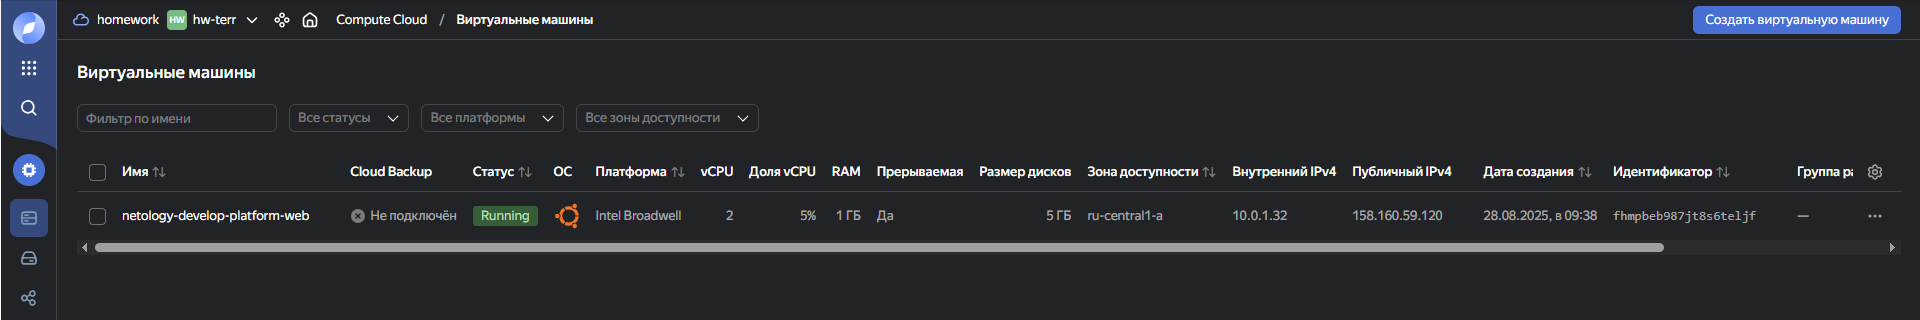 homework HW hw-terr Compute Cloud / Виртуальные машины Создать виртуальную машину
Виртуальные машины
Фильтр по имени Все статусы Все платформы Все зоны доступности
Имя Cloud Backup Статус ОС Платформа vCPU Доля vCPU RAM Прерываемая Размер дисков Зона доступности Внутренний IPv4 Публичный IPv4 Дата создания Идентификатор Группа
netology-develop-platform-web Не подключён Running Intel Broadwell 2 5% 1 ГБ Да 5 ГБ ru-central1-a 10.0.1.32 158.160.59.120 28.08.2025, в 09:38 fhmpbeb987jt8s6teljf —